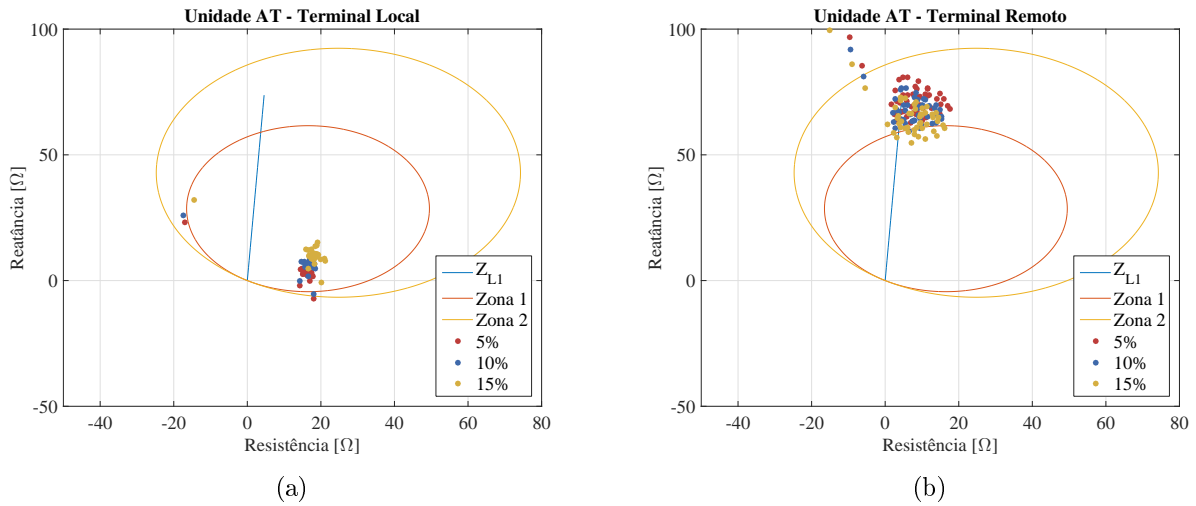 Unidade AT - Terminal Local
100
50
0
-50
Reatância [Ω]
-40
-20
0
20
40
60
80
Resistência [Ω]
Z_L1
Zona 1
Zona 2
5%
10%
15%
(a)
Unidade AT - Terminal Remoto
100
50
0
-50
Reatância [Ω]
-40
-20
0
20
40
60
80
Resistência [Ω]
Z_L1
Zona 1
Zona 2
5%
10%
15%
(b)